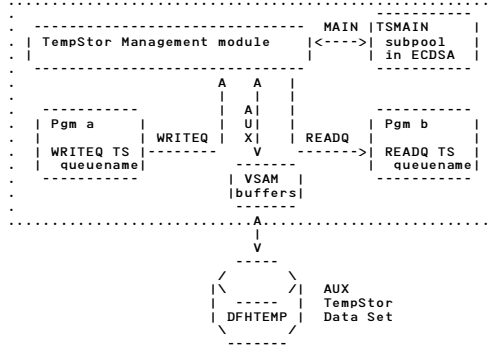 MAIN TSMAIN
TempStor Management module <----> subpool
in ECDSA
A A
A
Pgm a U Pgm b
WRITEQ X READQ
WRITEQ TS V READ TS
queuename queuename
VSAM
buffers
A
V
AUX
TempStor
DFHTEMP Data Set